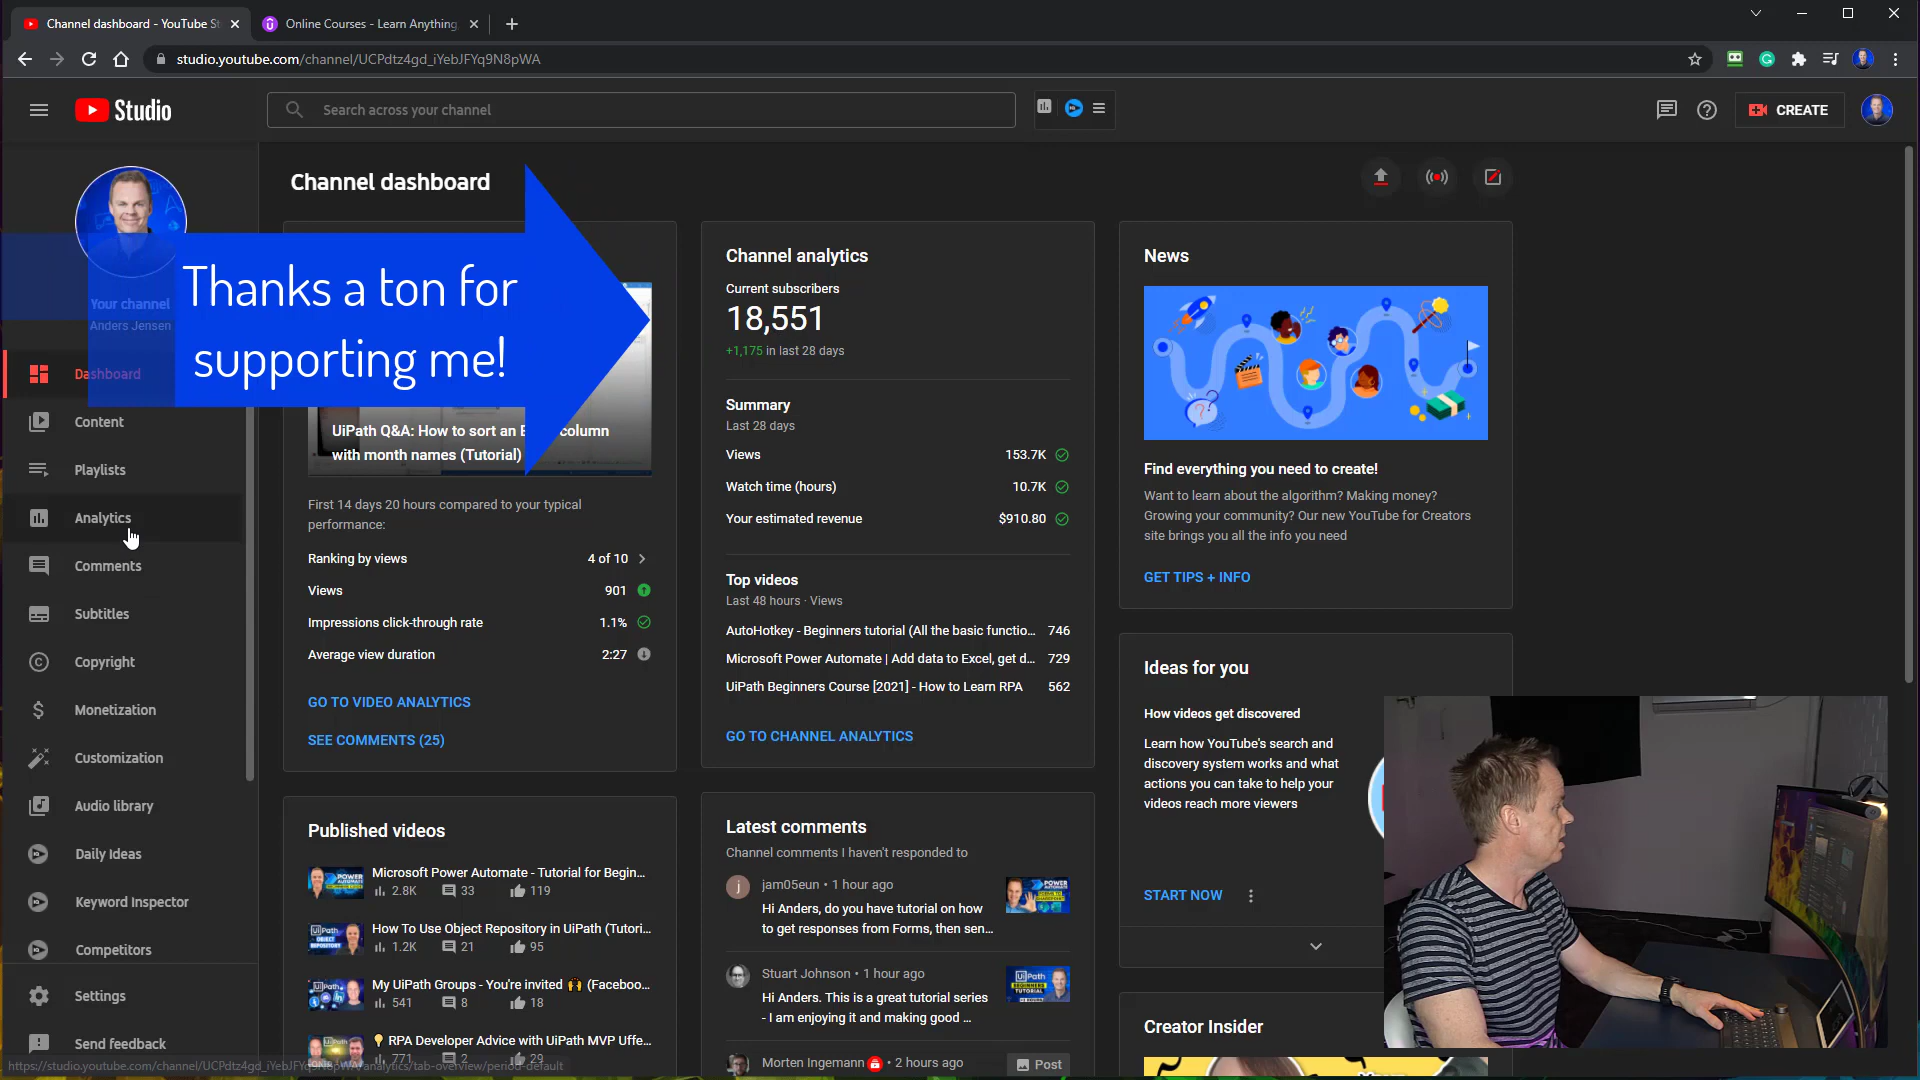 Channel dashboard - YouTube St
Online Courses - Learn Anything,
studio.youtube.com/channel/UCPdtz4gd_iYebJFYq9N8pWA
Studio
Search across your channel
CREATE
Your channel
Anders Jensen
Dashboard
Content
Playlists
Analytics
Comments
Subtitles
Copyright
Monetization
Customization
Audio library
Daily Ideas
Keyword Inspector
Competitors
Settings
Send feedback
https://studio.youtube.com/channel/UCPdtz4gd_iYebJFYq9N8pWA/analytics/tab-overview/period-default
Channel dashboard
Thanks a ton for
supporting me!
UiPath Q&A: How to sort an E column
with month names (Tutorial)
First 14 days 20 hours compared to your typical
performance:
Ranking by views 4 of 10
Views 901
Impressions click-through rate 1.1%
Average view duration 2:27
GO TO VIDEO ANALYTICS
SEE COMMENTS (25)
Published videos
Microsoft Power Automate - Tutorial for Begin...
2.8K 33 119
How To Use Object Repository in UiPath (Tutori...
1.2K 21 95
My UiPath Groups - You're invited 🙌 (Faceboo...
541 8 18
💡 RPA Developer Advice with UiPath MVP Uffe...
771 2 29
Channel analytics
Current subscribers
18,551
+1,175 in last 28 days
Summary
Last 28 days
Views 153.7K
Watch time (hours) 10.7K
Your estimated revenue $910.80
Top videos
Last 48 hours · Views
AutoHotkey - Beginners tutorial (All the basic functio... 746
Microsoft Power Automate | Add data to Excel, get d... 729
UiPath Beginners Course [2021] - How to Learn RPA 562
GO TO CHANNEL ANALYTICS
Latest comments
Channel comments I haven't responded to
j
jam05eun • 1 hour ago
Hi Anders, do you have tutorial on how
to get responses from Forms, then sen...
Stuart Johnson • 1 hour ago
Hi Anders. This is a great tutorial series
- I am enjoying it and making good ...
Morten Ingemann • 2 hours ago
Post
News
Find everything you need to create!
Want to learn about the algorithm? Making money?
Growing your community? Our new YouTube for Creators
site brings you all the info you need
GET TIPS + INFO
Ideas for you
How videos get discovered
Learn how YouTube's search and
discovery system works and what
actions you can take to help your
videos reach more viewers
START NOW
Creator Insider